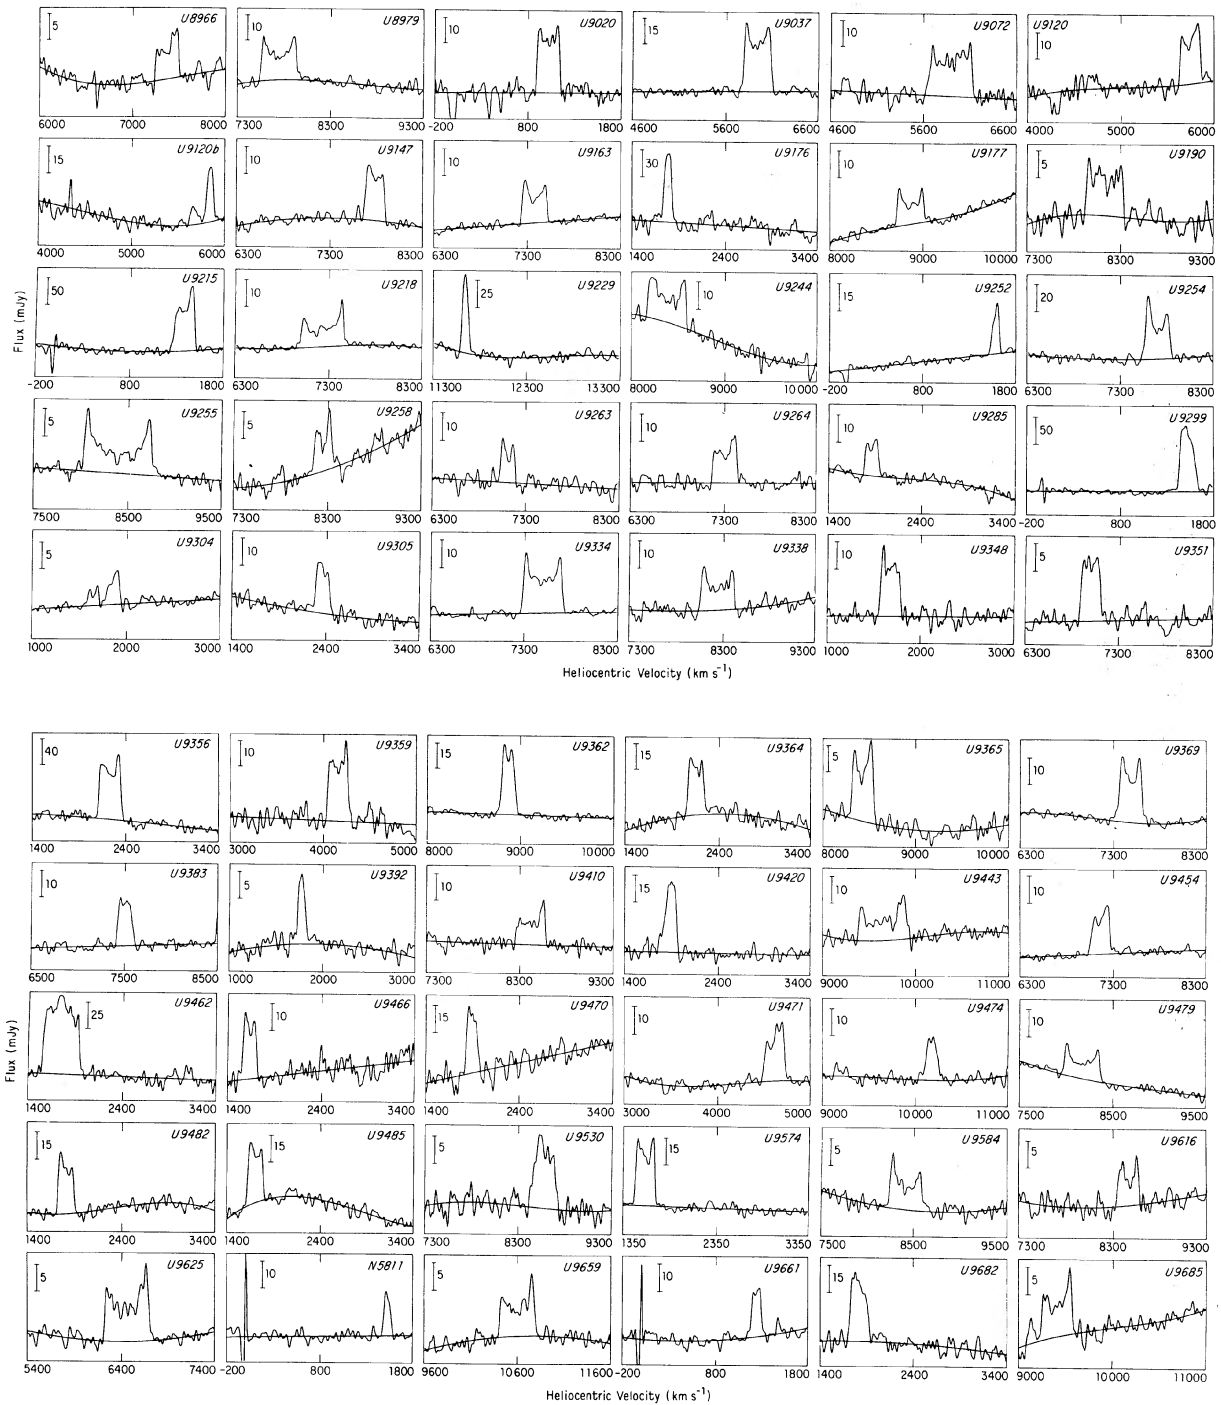 5 U8966 10 U8979 10 U9020 15 U9037 10 U9072 U9120 10
6000 7000 8000 7300 8300 9300 -200 800 1800 4600 5600 6600 4600 5600 6600 4000 5000 6000
15 U9120b 10 U9147 10 U9163 30 U9176 10 U9177 5 U9190
4000 5000 6000 6300 7300 8300 6300 7300 8300 1400 2400 3400 8000 9000 10000 7300 8300 9300
50 U9215 10 U9218 25 U9229 10 U9244 15 U9252 20 U9254
-200 800 1800 6300 7300 8300 11300 12300 13300 8000 9000 10000 -200 800 1800 6300 7300 8300
Flux (mJy)
5 U9255 5 U9258 10 U9263 10 U9264 10 U9285 50 U9299
7500 8500 9500 7300 8300 9300 6300 7300 8300 6300 7300 8300 1400 2400 3400 -200 800 1800
5 U9304 10 U9305 10 U9334 10 U9338 10 U9348 5 U9351
1000 2000 3000 1400 2400 3400 6300 7300 8300 7300 8300 9300 1000 2000 3000 6300 7300 8300
Heliocentric Velocity (km s⁻¹)
40 U9356 10 U9359 15 U9362 15 U9364 5 U9365 10 U9369
1400 2400 3400 3000 4000 5000 8000 9000 10000 1400 2400 3400 8000 9000 10000 6300 7300 8300
10 U9383 5 U9392 10 U9410 15 U9420 10 U9443 10 U9454
6500 7500 8500 1000 2000 3000 7300 8300 9300 1400 2400 3400 9000 10000 11000 6300 7300 8300
25 U9462 10 U9466 15 U9470 10 U9471 10 U9474 10 U9479
1400 2400 3400 1400 2400 3400 1400 2400 3400 3000 4000 5000 9000 10000 11000 7500 8500 9500
Flux (mJy)
15 U9482 15 U9485 5 U9530 15 U9574 5 U9584 5 U9616
1400 2400 3400 1400 2400 3400 7300 8300 9300 1350 2350 3350 7500 8500 9500 7300 8300 9300
5 U9625 10 N5811 5 U9659 10 U9661 15 U9682 5 U9685
5400 6400 7400 -200 800 1800 9600 10600 11600 -200 800 1800 1400 2400 3400 9000 10000 11000
Heliocentric Velocity (km s⁻¹)